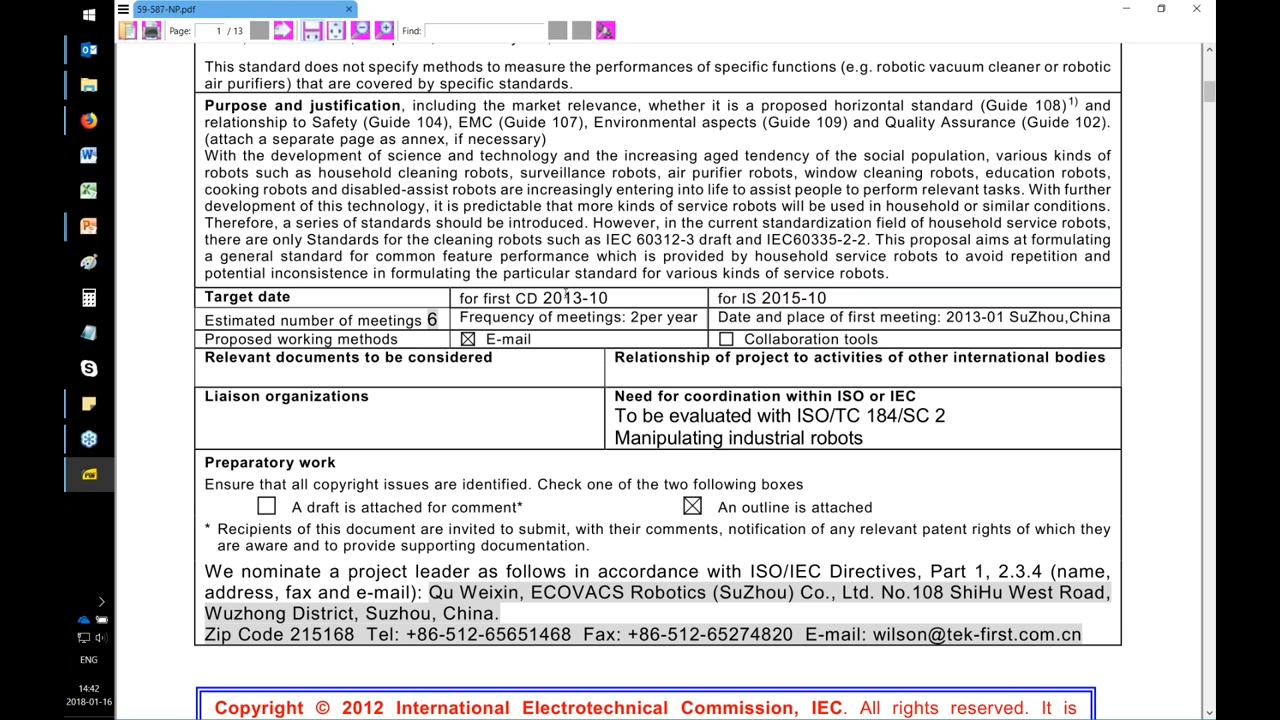 59-587-NP.pdf
Page: 1 / 13 Find:
This standard does not specify methods to measure the performances of specific functions (e.g. robotic vacuum cleaner or robotic
air purifiers) that are covered by specific standards.
Purpose and justification, including the market relevance, whether it is a proposed horizontal standard (Guide 108)1) and
relationship to Safety (Guide 104), EMC (Guide 107), Environmental aspects (Guide 109) and Quality Assurance (Guide 102).
(attach a separate page as annex, if necessary)
With the development of science and technology and the increasing aged tendency of the social population, various kinds of
robots such as household cleaning robots, surveillance robots, air purifier robots, window cleaning robots, education robots,
cooking robots and disabled-assist robots are increasingly entering into life to assist people to perform relevant tasks. With further
development of this technology, it is predictable that more kinds of service robots will be used in household or similar conditions.
Therefore, a series of standards should be introduced. However, in the current standardization field of household service robots,
there are only Standards for the cleaning robots such as IEC 60312-3 draft and IEC60335-2-2. This proposal aims at formulating
a general standard for common feature performance which is provided by household service robots to avoid repetition and
potential inconsistence in formulating the particular standard for various kinds of service robots.
Target date for first CD 2013-10 for IS 2015-10
Estimated number of meetings 6 Frequency of meetings: 2per year Date and place of first meeting: 2013-01 SuZhou,China
Proposed working methods E-mail Collaboration tools
Relevant documents to be considered Relationship of project to activities of other international bodies
Liaison organizations Need for coordination within ISO or IEC
To be evaluated with ISO/TC 184/SC 2
Manipulating industrial robots
Preparatory work
Ensure that all copyright issues are identified. Check one of the two following boxes
A draft is attached for comment* An outline is attached
* Recipients of this document are invited to submit, with their comments, notification of any relevant patent rights of which they
are aware and to provide supporting documentation.
We nominate a project leader as follows in accordance with ISO/IEC Directives, Part 1, 2.3.4 (name,
address, fax and e-mail): Qu Weixin, ECOVACS Robotics (SuZhou) Co., Ltd. No.108 ShiHu West Road,
Wuzhong District, Suzhou, China.
Zip Code 215168 Tel: +86-512-65651468 Fax: +86-512-65274820 E-mail: wilson@tek-first.com.cn
Copyright © 2012 International Electrotechnical Commission, IEC. All rights reserved. It is
ENG
14:42
2018-01-16